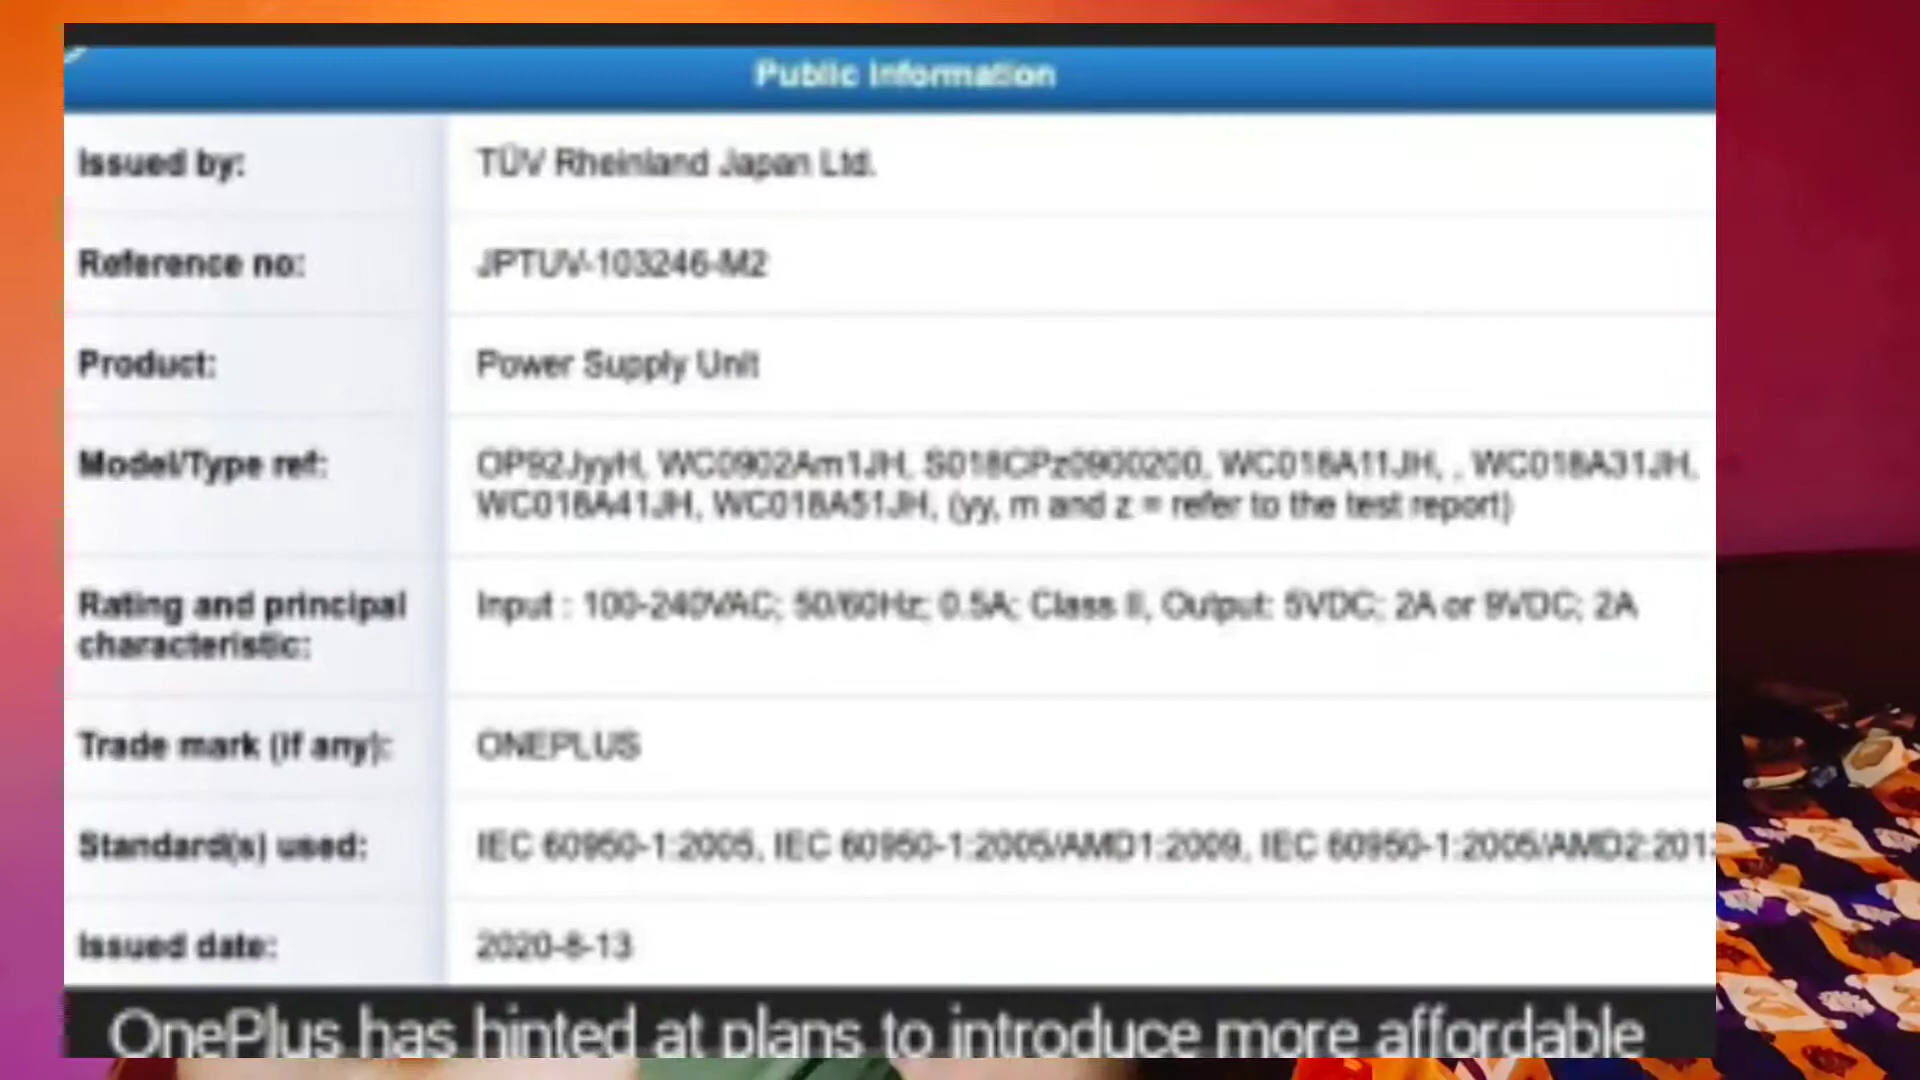 Public Information
Issued by: TÜV Rheinland Japan Ltd.
Reference no: JPTUV-103246-M2
Product: Power Supply Unit
Model/Type ref: OP92JyyH, WC0902Am1JH, S018CPz0900200, WC018A11JH, , WC018A31JH,
WC018A41JH, WC018A51JH, (yy, m and z = refer to the test report)
Rating and principal Input : 100-240VAC; 50/60Hz; 0.5A; Class II, Output: 5VDC; 2A or 9VDC; 2A
characteristic:
Trade mark (if any): ONEPLUS
Standard(s) used: IEC 60950-1:2005, IEC 60950-1:2005/AMD1:2009, IEC 60950-1:2005/AMD2:201
Issued date: 2020-8-13
OnePlus has hinted at plans to introduce more affordable